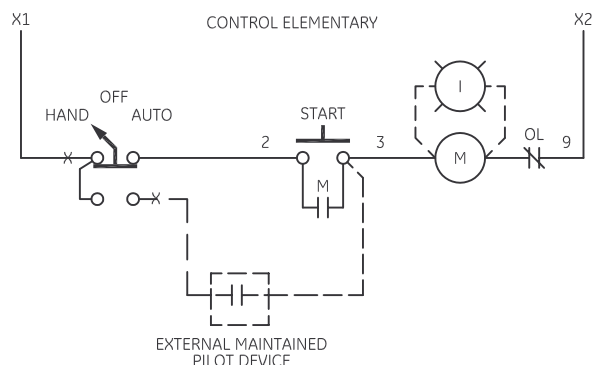 X1
CONTROL ELEMENTARY
X2
OFF
HAND
AUTO
START
I
2
3
OL
9
X
M
M
X
EXTERNAL MAINTAINED
PILOT DEVICE